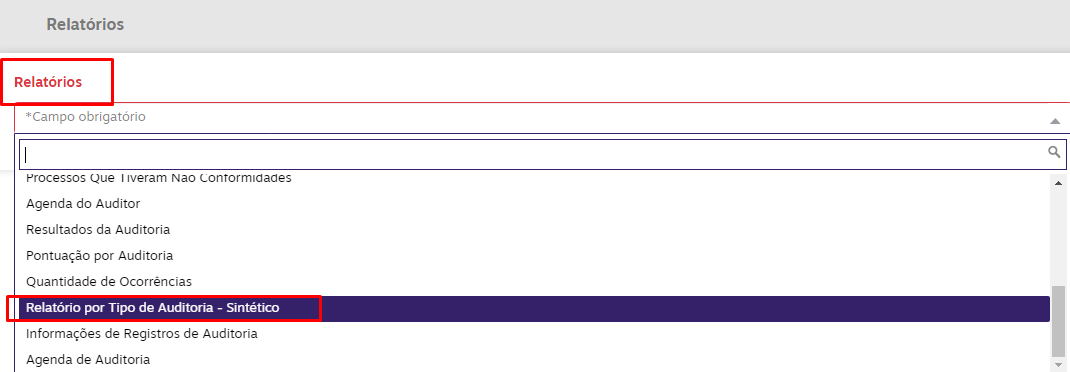 Relatórios
Relatórios
*Campo obrigatório
Processos Que Tiveram Não Conformidades
Agenda do Auditor
Resultados da Auditoria
Pontuação por Auditoria
Quantidade de Ocorrências
Relatório por Tipo de Auditoria - Sintético
Informações de Registros de Auditoria
Agenda de Auditoria